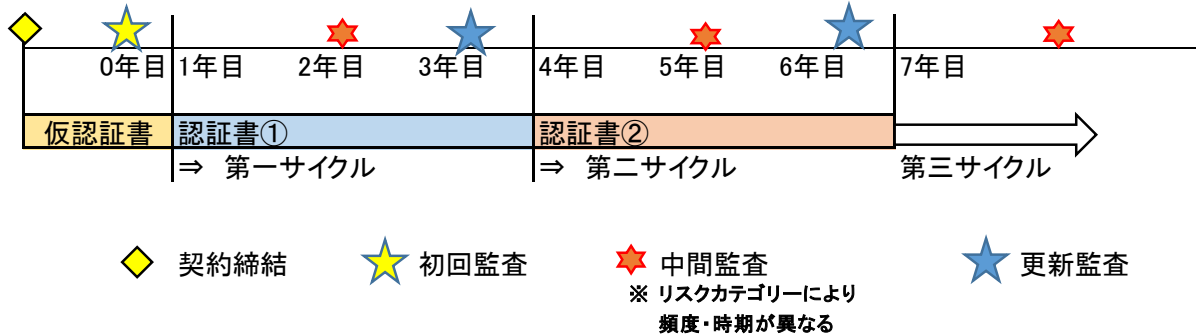 0年目 1年目 2年目 3年目 4年目 5年目 6年目 7年目
仮認証書 認証書① 認証書②
⇒ 第一サイクル ⇒ 第二サイクル 第三サイクル
契約締結 初回監査 中間監査 更新監査
※ リスクカテゴリーにより
頻度・時期が異なる